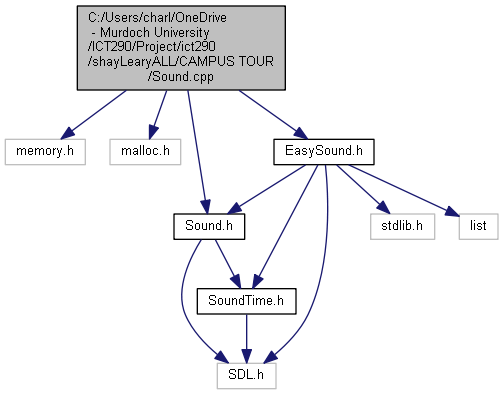 C:/Users/charl/OneDrive
- Murdoch University
/ICT290/Project/ict290
/shayLearyALL/CAMPUS TOUR
/Sound.cpp
memory.h
malloc.h
EasySound.h
Sound.h
stdlib.h
list
SoundTime.h
SDL.h